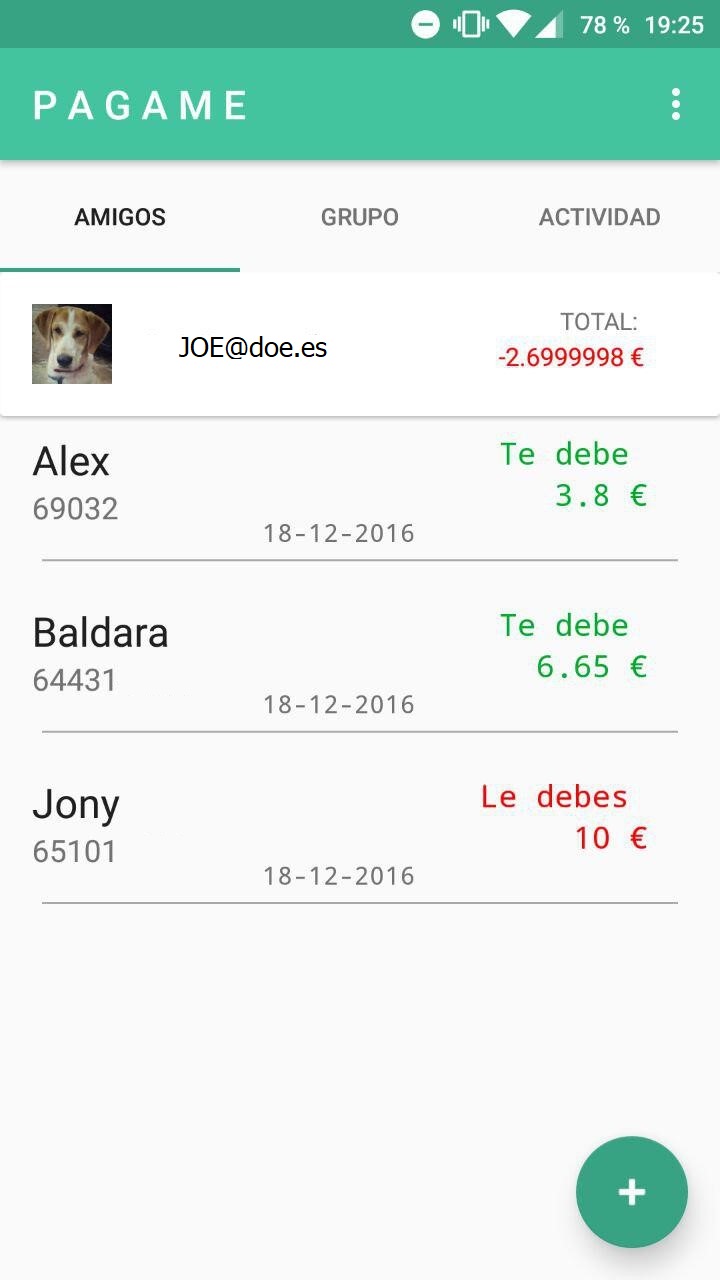 78 % 19:25
PAGAME
AMIGOS GRUPO ACTIVIDAD
JOE@doe.es
TOTAL:
-2.6999998 €
Alex
69032
Te debe
3.8 €
18-12-2016
Baldara
64431
Te debe
6.65 €
18-12-2016
Jony
65101
Le debes
10 €
18-12-2016
+